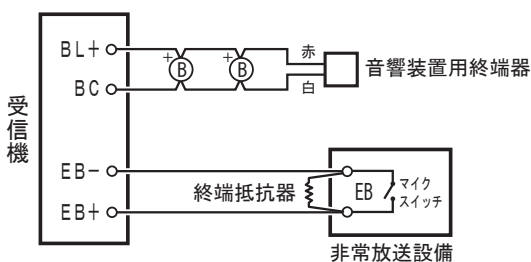 受信機
BL+
BC
EB-
EB+
+
B
+
B
赤
白
音響装置用終端器
終端抵抗器
EB
マイク
スイッチ
非常放送設備